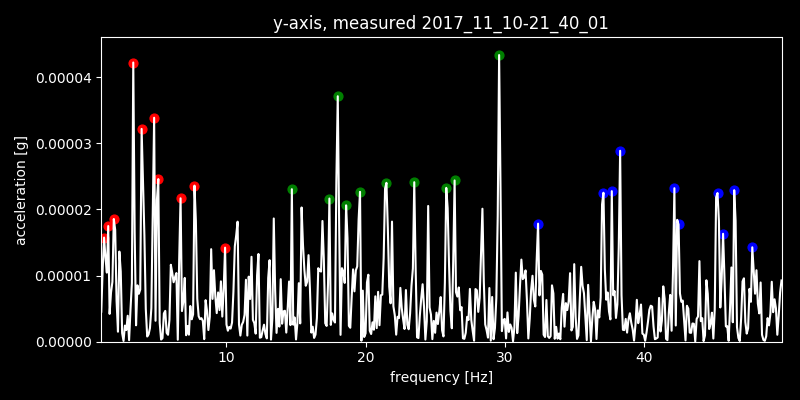 y-axis, measured 2017_11_10-21_40_01
acceleration [g]
0.00004
0.00003
0.00002
0.00001
0.00000
10 20 30 40
frequency [Hz]